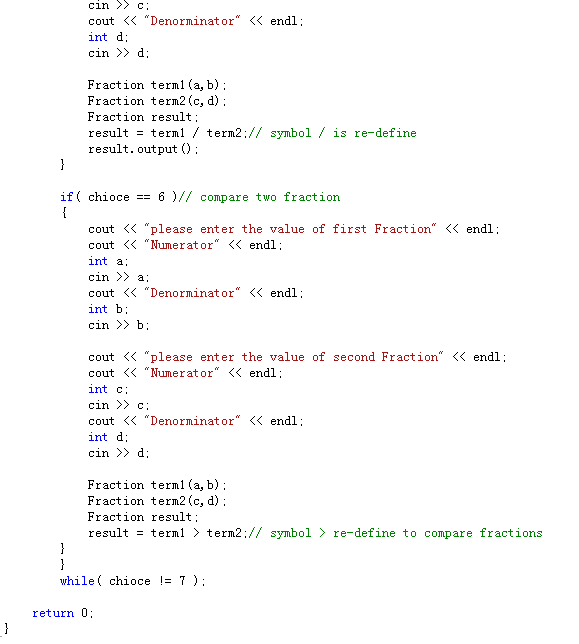 cin >> c;
cout << "Denorminator" << endl;
int d;
cin >> d;

Fraction term1(a,b);
Fraction term2(c,d);
Fraction result;
result = term1 / term2;// symbol / is re-define
result.output();
}

if( chioce == 6 )// compare two fraction
{
cout << "please enter the value of first Fraction" << endl;
cout << "Numerator" << endl;
int a;
cin >> a;
cout << "Denorminator" << endl;
int b;
cin >> b;

cout << "please enter the value of second Fraction" << endl;
cout << "Numerator" << endl;
int c;
cin >> c;
cout << "Denorminator" << endl;
int d;
cin >> d;

Fraction term1(a,b);
Fraction term2(c,d);
Fraction result;
result = term1 > term2;// symbol > re-define to compare fractions
}
}
while( chioce != 7 );

return 0;
}